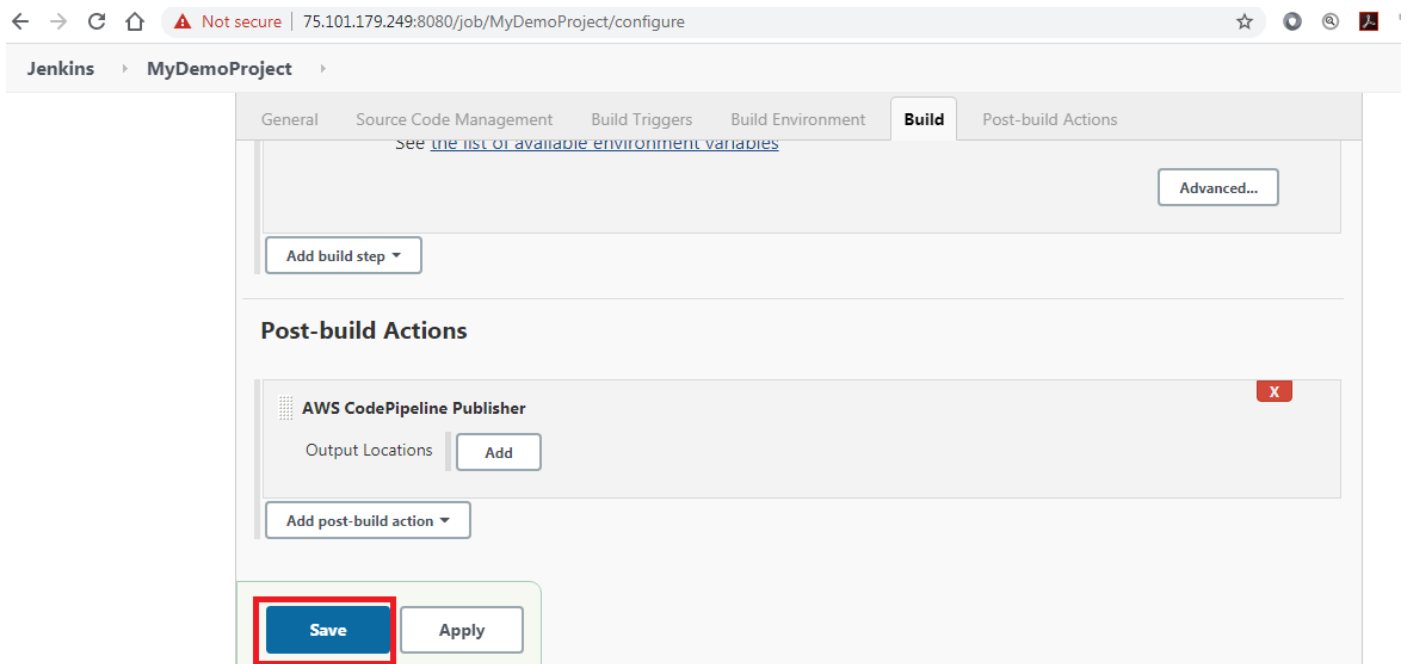 Not secure | 75.101.179.249:8080/job/MyDemoProject/configure
Jenkins MyDemoProject
General Source Code Management Build Triggers Build Environment Build Post-build Actions
See the list of available environment variables
Advanced...
Add build step
Post-build Actions
X
AWS CodePipeline Publisher
Output Locations Add
Add post-build action
Save Apply